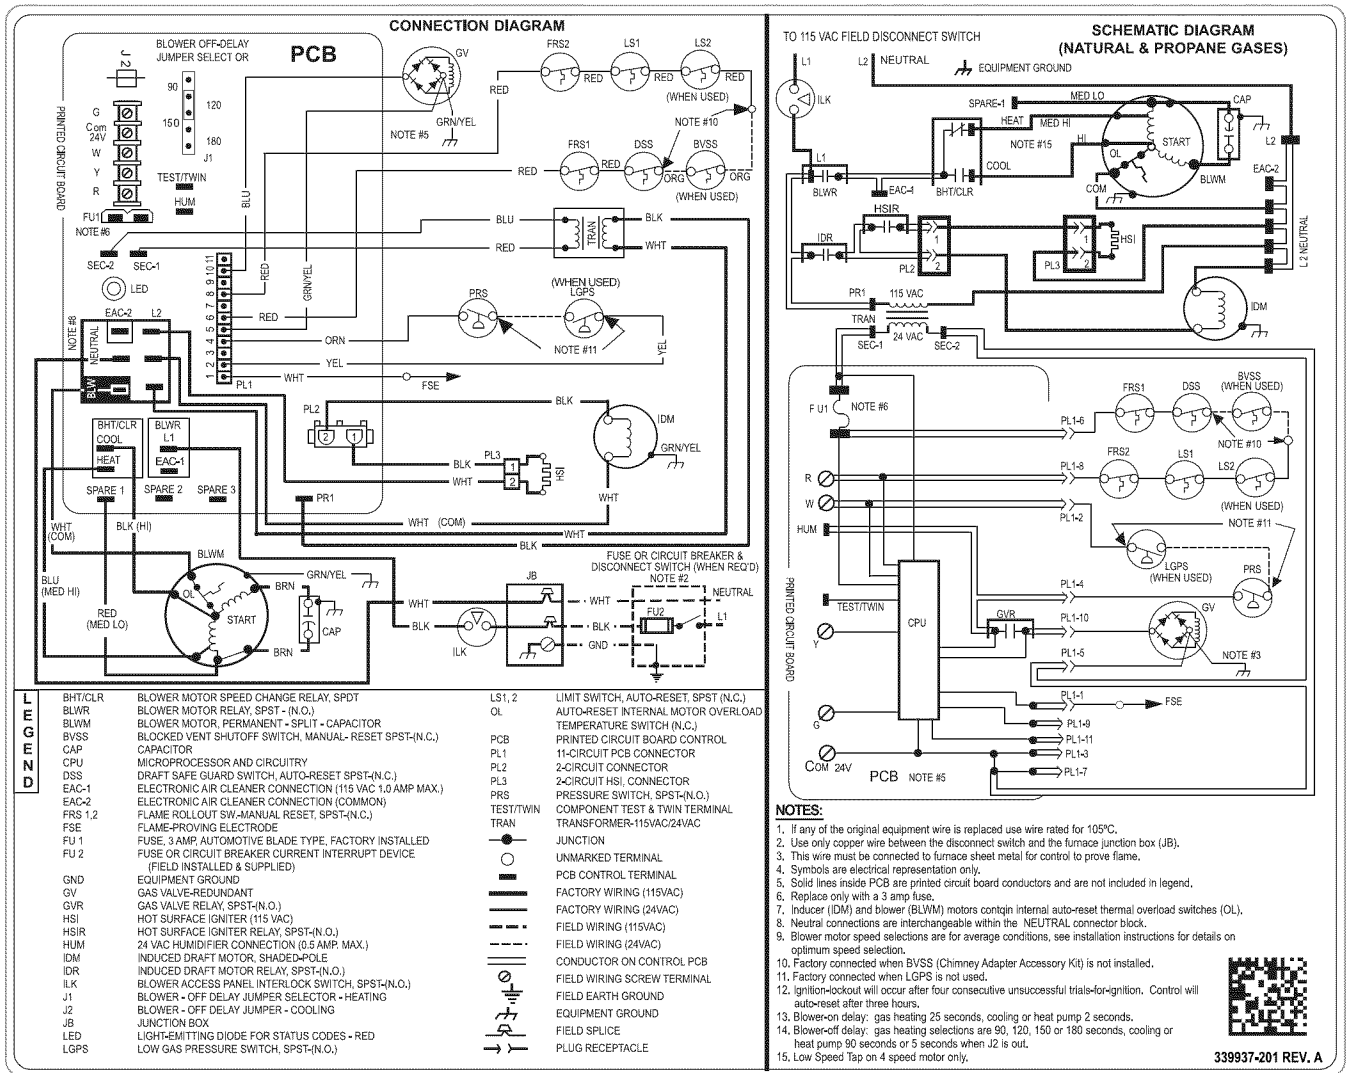 CONNECTION DIAGRAM
PCB
BLOWER OFF-DELAY
JUMPER SELECT OR
J 2
90
120
150
180
J1
G
Com
24V
W
Y
R
PRINTED CIRCUIT BOARD
TEST/TWIN
HUM
FU1
NOTE #6
SEC-2
SEC-1
LED
GV
GRN/YEL
NOTE #5
FRS2
LS1
LS2
RED
RED
RED
RED
(WHEN USED)
NOTE #10
FRS1
DSS
BVSS
RED
RED
ORG
ORG
(WHEN USED)
BLU
BLU
BLK
TRAN
RED
WHT
RED
GRN/YEL
11
10
9
8
7
6
5
4
3
2
1
PL1
RED
(WHEN USED)
PRS
LGPS
ORN
NOTE #11
YEL
YEL
WHT
FSE
NOTE #8
EAC-2
L2
NEUTRAL
BLW
BHT/CLR
COOL
HEAT
BLWR
L1
EAC-1
SPARE 1
SPARE 2
SPARE 3
PR1
PL2
2
1
BLK
IDM
GRN/YEL
BLK
WHT
PL3
1
2
HSI
WHT
WHT (COM)
WHT
BLK
WHT
(COM)
BLK (HI)
BLU
(MED HI)
RED
(MED LO)
BLWM
OL
START
BRN
BRN
GRN/YEL
CAP
WHT
BLK
ILK
JB
WHT
BLK
GND
FUSE OR CIRCUIT BREAKER &
DISCONNECT SWITCH (WHEN REQ'D)
NOTE #2
NEUTRAL
FU2
L1
SCHEMATIC DIAGRAM
(NATURAL & PROPANE GASES)
TO 115 VAC FIELD DISCONNECT SWITCH
L1
L2
NEUTRAL
EQUIPMENT GROUND
ILK
SPARE-1
MED LO
HEAT
MED HI
NOTE #15
HI
COOL
CAP
START
OL
COM
BLWM
L1
BLWR
EAC-1
BHT/CLR
L2
EAC-2
L2 NEUTRAL
HSIR
IDR
PL2
1
2
PL3
1
2
HSI
IDM
PR1
115 VAC
TRAN
24 VAC
SEC-1
SEC-2
F U1
NOTE #6
FRS1
DSS
BVSS
(WHEN USED)
PL1-6
NOTE #10
FRS2
LS1
LS2
PL1-8
(WHEN USED)
R
W
PL1-2
NOTE #11
HUM
LGPS
(WHEN USED)
PRS
PRINTED CIRCUIT BOARD
PL1-4
TEST/TWIN
GVR
PL1-10
GV
CPU
Y
PL1-5
NOTE #3
PL1-1
FSE
G
PL1-9
PL1-11
PL1-3
PL1-7
COM 24V
PCB NOTE #5
LEGEND
BHT/CLR BLOWER MOTOR SPEED CHANGE RELAY, SPDT
BLWR BLOWER MOTOR RELAY, SPST - (N.O.)
BLWM BLOWER MOTOR, PERMANENT - SPLIT - CAPACITOR
BVSS BLOCKED VENT SHUTOFF SWITCH, MANUAL- RESET SPST-(N.C.)
CAP CAPACITOR
CPU MICROPROCESSOR AND CIRCUITRY
DSS DRAFT SAFE GUARD SWITCH, AUTO-RESET SPST-(N.C.)
EAC-1 ELECTRONIC AIR CLEANER CONNECTION (115 VAC 1.0 AMP MAX.)
EAC-2 ELECTRONIC AIR CLEANER CONNECTION (COMMON)
FRS 1,2 FLAME ROLLOUT SW.-MANUAL RESET, SPST-(N.C.)
FSE FLAME-PROVING ELECTRODE
FU 1 FUSE, 3 AMP, AUTOMOTIVE BLADE TYPE, FACTORY INSTALLED
FU 2 FUSE OR CIRCUIT BREAKER CURRENT INTERRUPT DEVICE
(FIELD INSTALLED & SUPPLIED)
GND EQUIPMENT GROUND
GV GAS VALVE-REDUNDANT
GVR GAS VALVE RELAY, SPST-(N.O.)
HSI HOT SURFACE IGNITER (115 VAC)
HSIR HOT SURFACE IGNITER RELAY, SPST-(N.O.)
HUM 24 VAC HUMIDIFIER CONNECTION (0.5 AMP. MAX.)
IDM INDUCED DRAFT MOTOR, SHADED-POLE
IDR INDUCED DRAFT MOTOR RELAY, SPST-(N.O.)
ILK BLOWER ACCESS PANEL INTERLOCK SWITCH, SPST-(N.O.)
J1 BLOWER - OFF DELAY JUMPER SELECTOR - HEATING
J2 BLOWER - OFF DELAY JUMPER - COOLING
JB JUNCTION BOX
LED LIGHT-EMITTING DIODE FOR STATUS CODES - RED
LGPS LOW GAS PRESSURE SWITCH, SPST-(N.O.)
LS1, 2 LIMIT SWITCH, AUTO-RESET, SPST (N.C.)
OL AUTO-RESET INTERNAL MOTOR OVERLOAD
TEMPERATURE SWITCH (N.C.)
PCB PRINTED CIRCUIT BOARD CONTROL
PL1 11-CIRCUIT PCB CONNECTOR
PL2 2-CIRCUIT CONNECTOR
PL3 2-CIRCUIT HSI, CONNECTOR
PRS PRESSURE SWITCH, SPST-(N.O.)
TEST/TWIN COMPONENT TEST & TWIN TERMINAL
TRAN TRANSFORMER-115VAC/24VAC
JUNCTION
UNMARKED TERMINAL
PCB CONTROL TERMINAL
FACTORY WIRING (115VAC)
FACTORY WIRING (24VAC)
FIELD WIRING (115VAC)
FIELD WIRING (24VAC)
CONDUCTOR ON CONTROL PCB
FIELD WIRING SCREW TERMINAL
FIELD EARTH GROUND
EQUIPMENT GROUND
FIELD SPLICE
PLUG RECEPTACLE
NOTES:
1. If any of the original equipment wire is replaced use wire rated for 105ºC.
2. Use only copper wire between the disconnect switch and the furnace junction box (JB).
3. This wire must be connected to furnace sheet metal for control to prove flame.
4. Symbols are electrical representation only.
5. Solid lines inside PCB are printed circuit board conductors and are not included in legend.
6. Replace only with a 3 amp fuse.
7. Inducer (IDM) and blower (BLWM) motors contqin internal auto-reset thermal overload switches (OL).
8. Neutral connections are interchangeable within the NEUTRAL connector block.
9. Blower motor speed selections are for average conditions, see installation instructions for details on
optimum speed selection.
10. Factory connected when BVSS (Chimney Adapter Accessory Kit) is not installed.
11. Factory connected when LGPS is not used.
12. Ignition-lockout will occur after four consecutive unsuccessful trials-for-ignition. Control will
auto-reset after three hours.
13. Blower-on delay: gas heating 25 seconds, cooling or heat pump 2 seconds.
14. Blower-off delay: gas heating selections are 90, 120, 150 or 180 seconds, cooling or
heat pump 90 seconds or 5 seconds when J2 is out.
15. Low Speed Tap on 4 speed motor only.
339937-201 REV. A